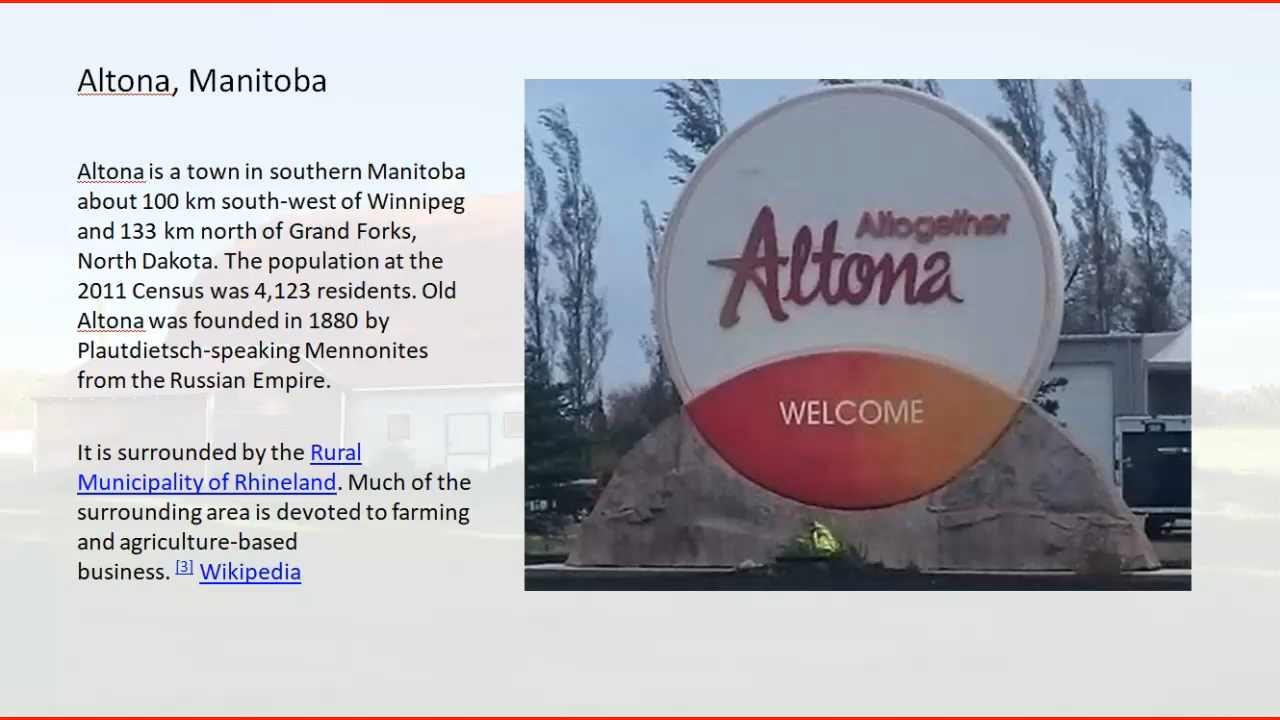 Altona, Manitoba
Altona is a town in southern Manitoba
about 100 km south-west of Winnipeg
and 133 km north of Grand Forks,
North Dakota. The population at the
2011 Census was 4,123 residents. Old
Altona was founded in 1880 by
Plautdietsch-speaking Mennonites
from the Russian Empire.
It is surrounded by the Rural
Municipality of Rhineland. Much of the
surrounding area is devoted to farming
and agriculture-based
business. [3] Wikipedia
Altogether
Altona
WELCOME